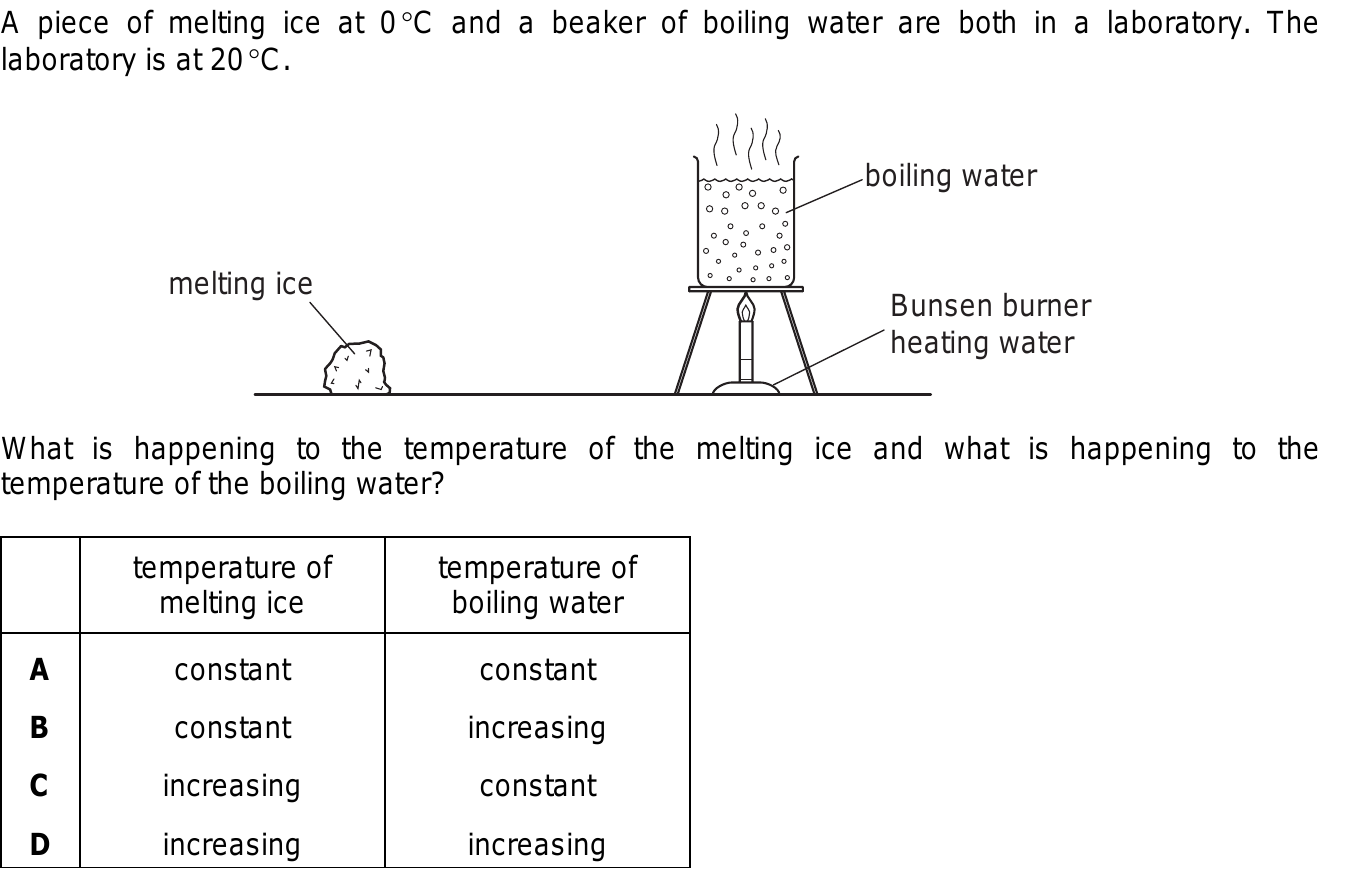 A piece of melting ice at 0 °C and a beaker of boiling water are both in a laboratory. The
laboratory is at 20 °C.
boiling water
melting ice
Bunsen burner
heating water
What is happening to the temperature of the melting ice and what is happening to the
temperature of the boiling water?
temperature of melting ice
temperature of boiling water
A constant constant
B constant increasing
C increasing constant
D increasing increasing